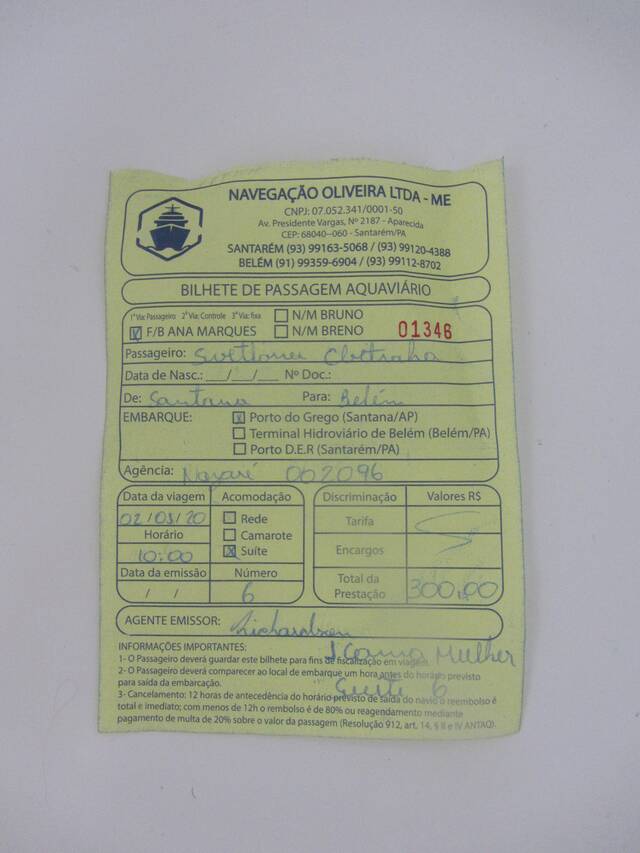 NAVEGAÇÃO OLIVEIRA LTDA - ME
CNPJ: 07.052.341/0001-50
Av. Presidente Vargas, Nº 2187 - Aparecida
CEP: 68040--060 - Santarém/PA
SANTARÉM (93) 99163-5068 / (93) 99120-4388
BELÉM (91) 99359-6904 / (93) 99112-8702
BILHETE DE PASSAGEM AQUAVIÁRIO
1ª Via: Passageiro 2ª Via: Controle 3ª Via: fixa N/M BRUNO
F/B ANA MARQUES N/M BRENO 01346
Passageiro: Svetlana
Data de Nasc.: __/__/__ Nº Doc.:
De: Santana Para: Belém
EMBARQUE: Porto do Grego (Santana/AP)
Terminal Hidroviário de Belém (Belém/PA)
Porto D.E.R (Santarém/PA)
Agência: Nazaré 002096
Data da viagem Acomodação Discriminação Valores R$
02/03/20 Rede Tarifa
Horário Camarote
10:00 Suíte Encargos
Data da emissão Número Total da
/ / 6 Prestação 300,00
AGENTE EMISSOR: Richardson
INFORMAÇÕES IMPORTANTES: 1 Cama Mulher
1- O Passageiro deverá guardar este bilhete para fins de fiscalização em viagem.
2- O Passageiro deverá comparecer ao local de embarque um hora antes do horário previsto
para saída da embarcação. Suite 6
3- Cancelamento: 12 horas de antecedência do horário previsto de saída do navio o reembolso é
total e imediato; com menos de 12h o rembolso é de 80% ou reagendamento mediante
pagamento de multa de 20% sobre o valor da passagem (Resolução 912, art. 14, § II e IV ANTAQ).